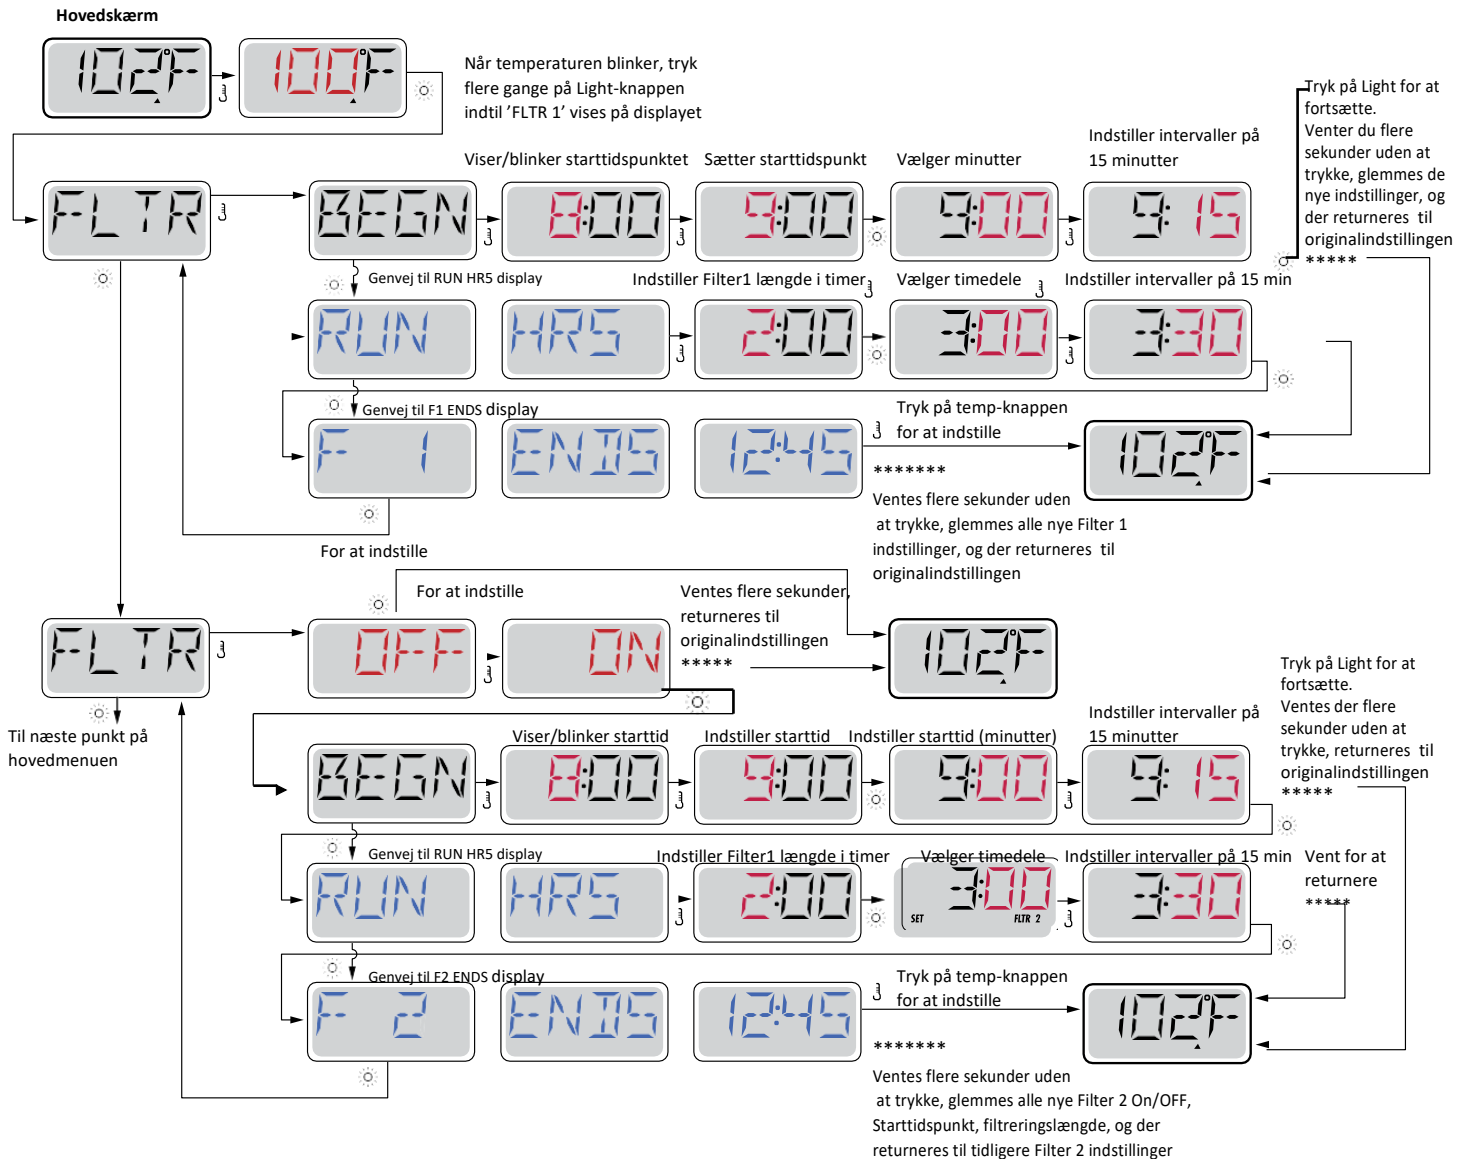 Hovedskærm
102°F
100°F
Når temperaturen blinker, tryk
flere gange på Light-knappen
indtil ’FLTR 1’ vises på displayet
Tryk på Light for at
fortsætte.
Venter du flere
sekunder uden at
trykke, glemmes de
nye indstillinger, og
der returneres til
originalindstillingen
*****
Viser/blinker starttidspunktet
Sætter starttidspunkt
Vælger minutter
Indstiller intervaller på
15 minutter
FLTR
BEGN
8:00
9:00
9:00
9:15
Genvej til RUN HR5 display
Indstiller Filter1 længde i timer
Vælger timedele
Indstiller intervaller på 15 min
RUN
HRS
2:00
3:00
3:30
Genvej til F1 ENDS display
Tryk på temp-knappen
for at indstille
F 1
ENDS
12:45
102°F
*******
Ventes flere sekunder uden
at trykke, glemmes alle nye Filter 1
indstillinger, og der returneres til
originalindstillingen
For at indstille
For at indstille
Ventes flere sekunder,
returneres til
originalindstillingen
*****
FLTR
OFF
ON
102°F
Til næste punkt på
hovedmenuen
Tryk på Light for at
fortsætte.
Ventes der flere
sekunder uden at
trykke, returneres til
originalindstillingen
*****
Viser/blinker starttid
Indstiller starttid
Indstiller starttid (minutter)
Indstiller intervaller på
15 minutter
BEGN
8:00
9:00
9:00
9:15
Genvej til RUN HR5 display
Indstiller Filter1 længde i timer
Vælger timedele
Indstiller intervaller på 15 min
Vent for at
returnere
*****
RUN
HRS
2:00
3:00
SET
FLTR 2
3:30
Genvej til F2 ENDS display
Tryk på temp-knappen
for at indstille
F 2
ENDS
12:45
102°F
*******
Ventes flere sekunder uden
at trykke, glemmes alle nye Filter 2 On/OFF,
Starttidspunkt, filtreringslængde, og der
returneres til tidligere Filter 2 indstillinger